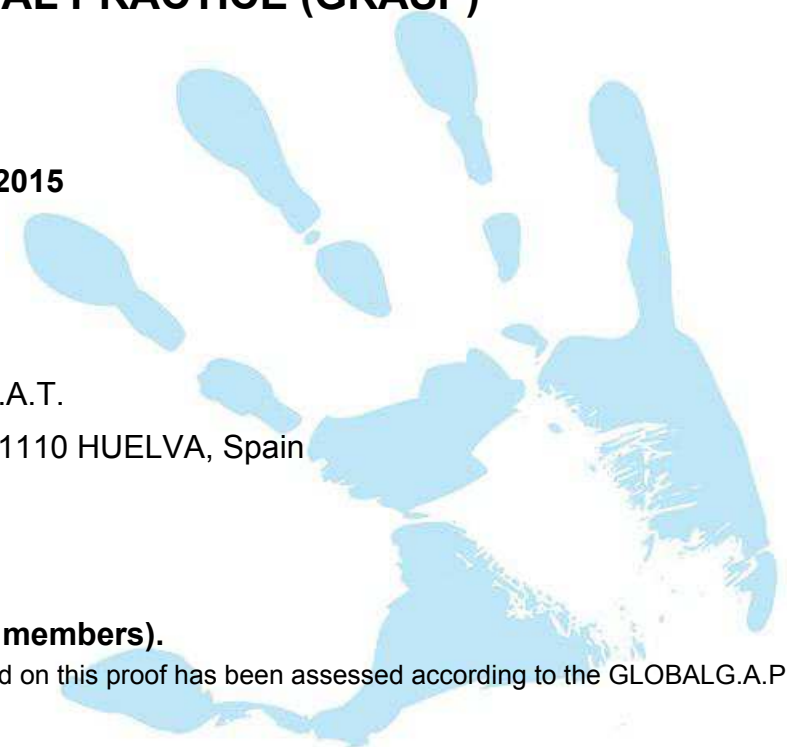 AL PRACTICE (GRASP)
2015
.A.T.
1110 HUELVA, Spain
members).
d on this proof has been assessed according to the GLOBALG.A.P